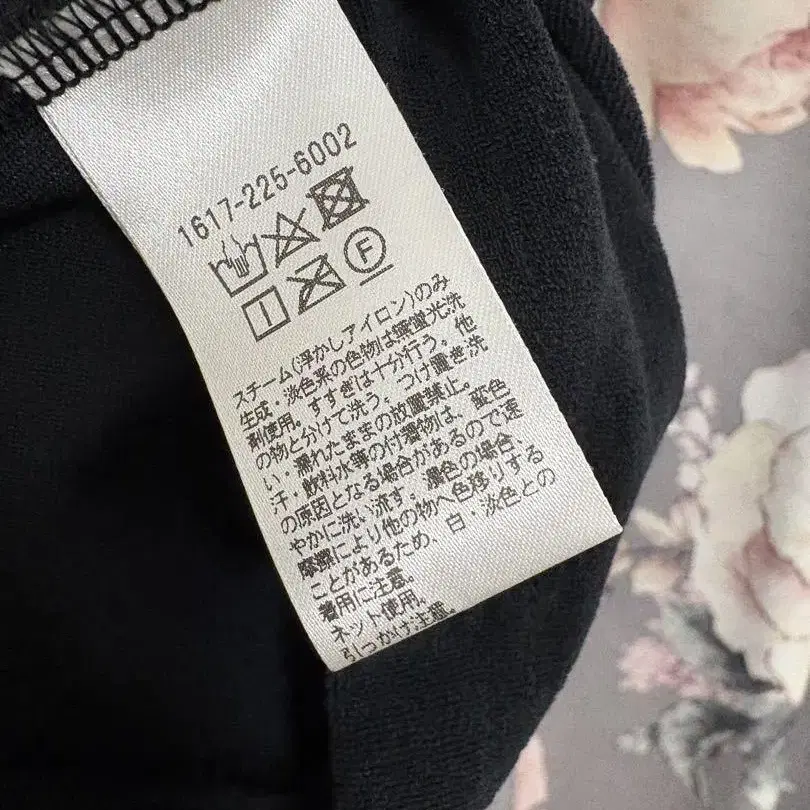 1617-225-6002
F
スチーム(浮かしアイロン)のみ
生成・淡色系の色物は無蛍光洗
剤使用。すすぎは十分行う。他
の物と分けて洗う。つけ置き洗
い・濡れたままの放置禁止。
汗・飲料水等の付着物は、変色
の原因となる場合があるので速
やかに洗い流す。濃色の場合、
摩擦により他の物へ色移りする
ことがあるため、白・淡色との
着用に注意。
ネット使用。
引っかけ注意。